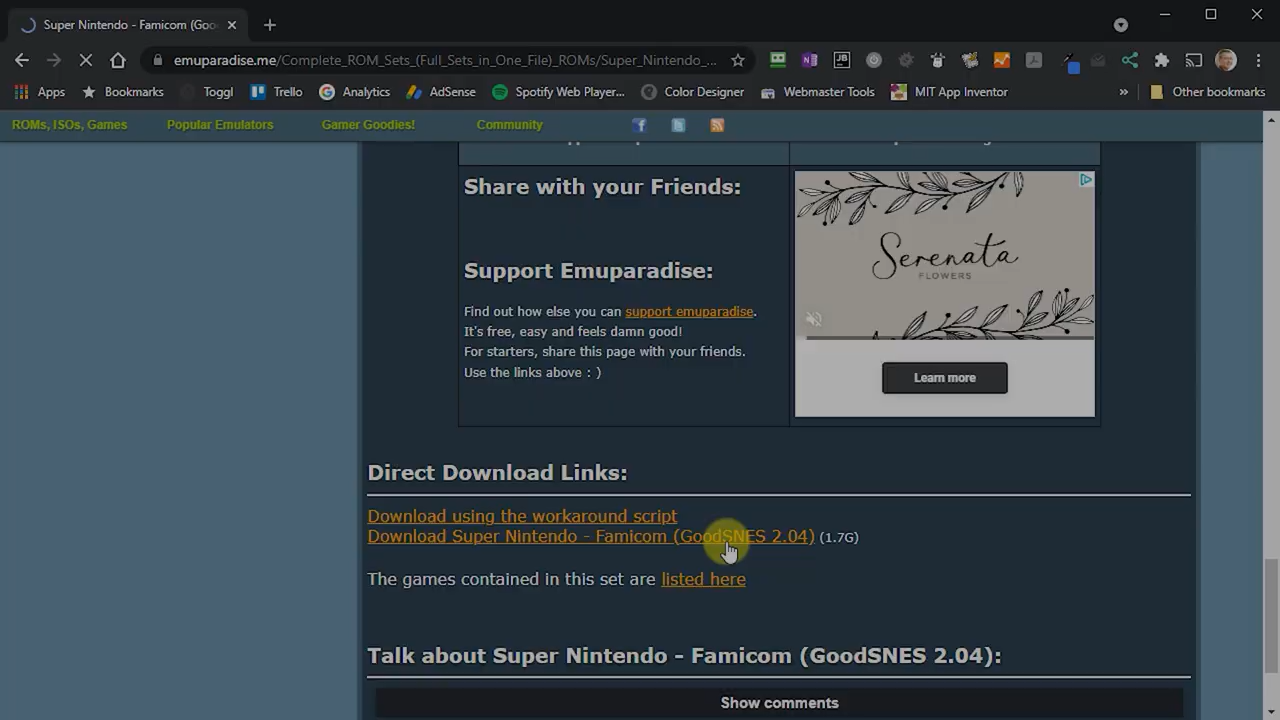 Super Nintendo - Famicom (Goo
emuparadise.me/Complete_ROM_Sets_(Full_Sets_in_One_File)_ROMs/Super_Nintendo_...
JB
Apps Bookmarks Toggl Trello Analytics AdSense Spotify Web Player... Color Designer Webmaster Tools MIT App Inventor » Other bookmarks
ROMs, ISOs, Games Popular Emulators Gamer Goodies! Community
Share with your Friends:
Support Emuparadise:
Find out how else you can support emuparadise.
It's free, easy and feels damn good!
For starters, share this page with your friends.
Use the links above : )
Serenata
FLOWERS
Learn more
Direct Download Links:
Download using the workaround script
Download Super Nintendo - Famicom (GoodSNES 2.04) (1.7G)
The games contained in this set are listed here
Talk about Super Nintendo - Famicom (GoodSNES 2.04):
Show comments